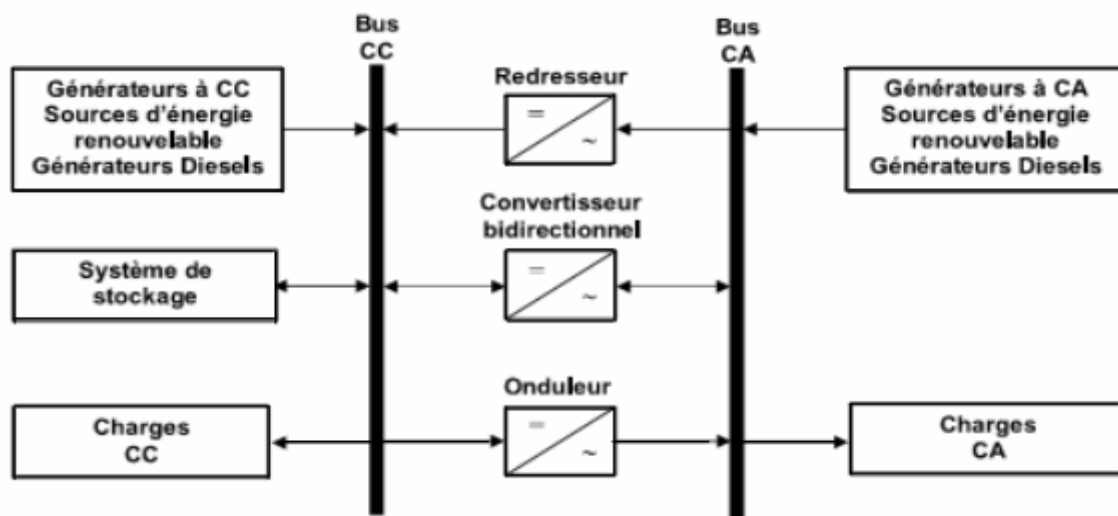 Bus
CC
Bus
CA
Générateurs à CC
Sources d'énergie
renouvelable
Générateurs Diesels
Redresseur
=
~
Générateurs à CA
Sources d'énergie
renouvelable
Générateurs Diesels
Système de
stockage
Convertisseur
bidirectionnel
=
~
Charges
CC
Onduleur
=
~
Charges
CA